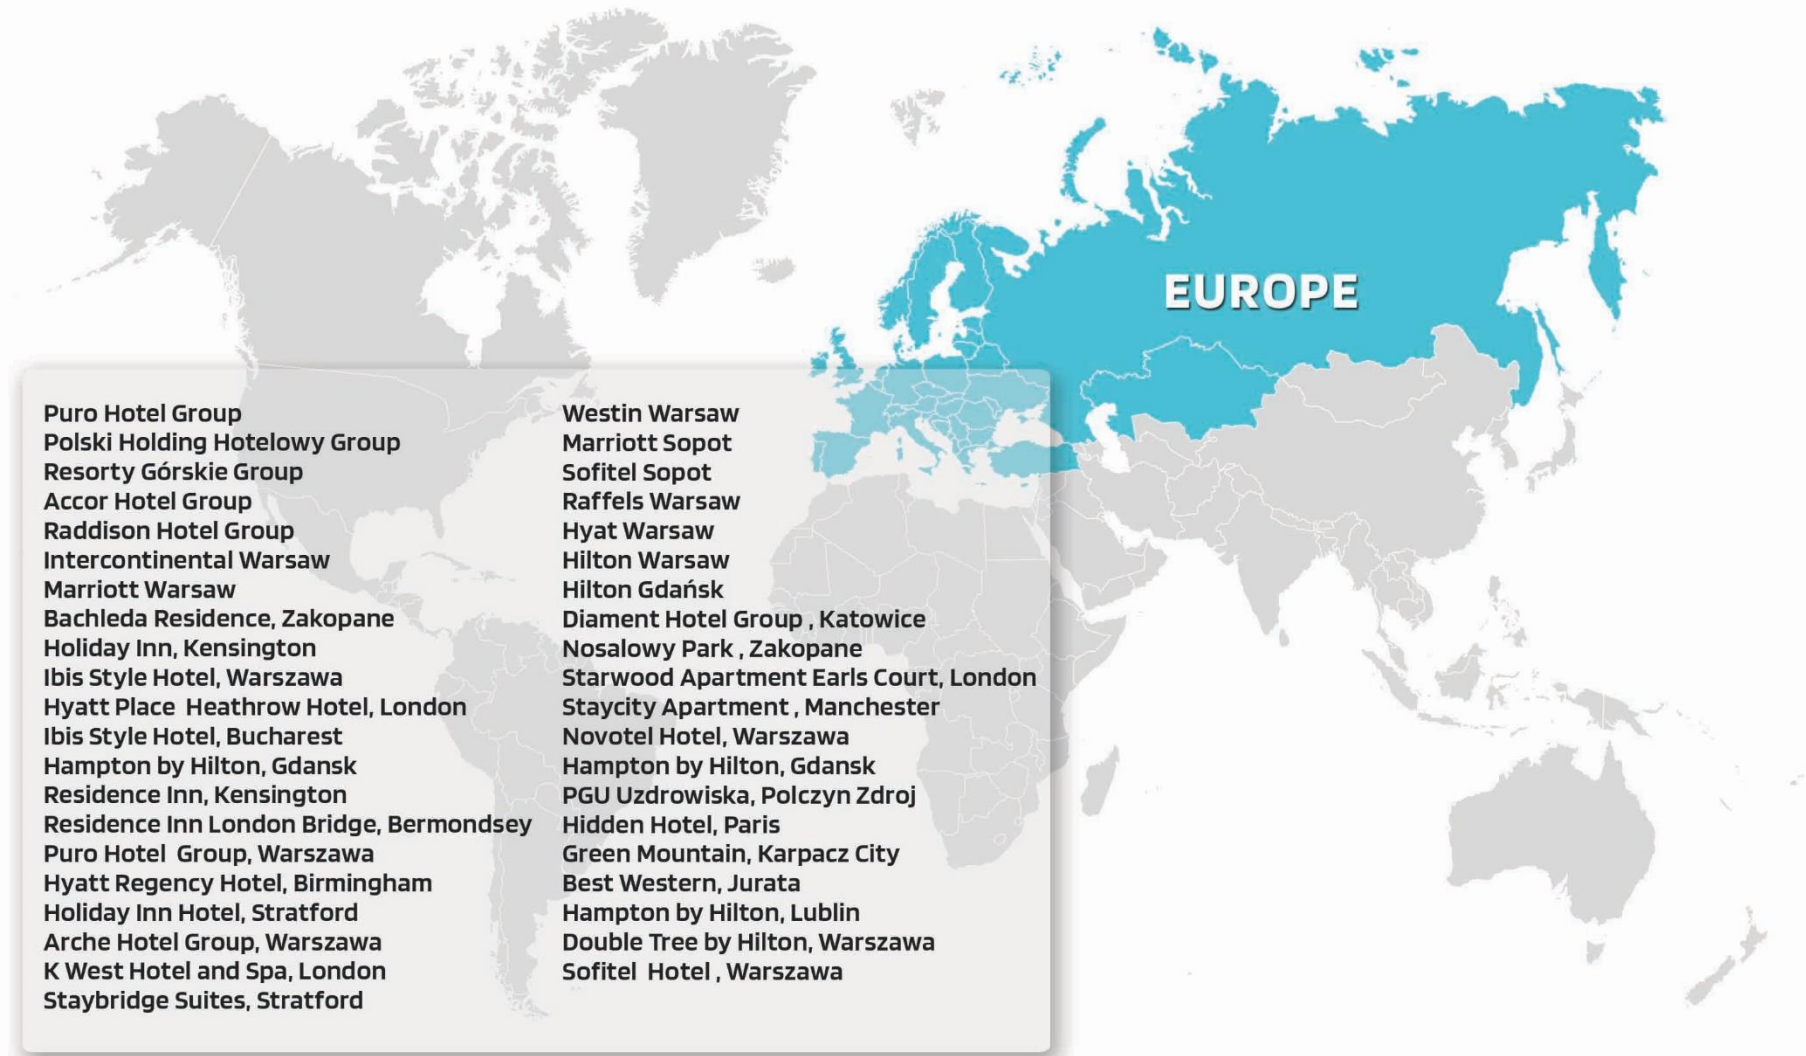 EUROPE
Puro Hotel Group
Polski Holding Hotelowy Group
Resorty Górskie Group
Accor Hotel Group
Raddison Hotel Group
Intercontinental Warsaw
Marriott Warsaw
Bachleda Residence, Zakopane
Holiday Inn, Kensington
Ibis Style Hotel, Warszawa
Hyatt Place Heathrow Hotel, London
Ibis Style Hotel, Bucharest
Hampton by Hilton, Gdansk
Residence Inn, Kensington
Residence Inn London Bridge, Bermondsey
Puro Hotel Group, Warszawa
Hyatt Regency Hotel, Birmingham
Holiday Inn Hotel, Stratford
Arche Hotel Group, Warszawa
K West Hotel and Spa, London
Staybridge Suites, Stratford
Westin Warsaw
Marriott Sopot
Sofitel Sopot
Raffels Warsaw
Hyat Warsaw
Hilton Warsaw
Hilton Gdańsk
Diament Hotel Group , Katowice
Nosalowy Park , Zakopane
Starwood Apartment Earls Court, London
Staycity Apartment , Manchester
Novotel Hotel, Warszawa
Hampton by Hilton, Gdansk
PGU Uzdrowiska, Polczyn Zdroj
Hidden Hotel, Paris
Green Mountain, Karpacz City
Best Western, Jurata
Hampton by Hilton, Lublin
Double Tree by Hilton, Warszawa
Sofitel Hotel , Warszawa